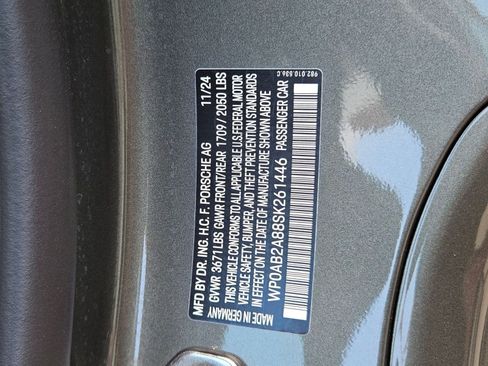 MFD BY DR. ING. H.C. F. PORSCHE AG 11/24
GVWR 3671 LBS GAWR FRONT/REAR 1709 / 2050 LBS
THIS VEHICLE CONFORMS TO ALL APPLICABLE U.S. FEDERAL MOTOR
VEHICLE SAFETY, BUMPER, AND THEFT PREVENTION STANDARDS
IN EFFECT ON THE DATE OF MANUFACTURE SHOWN ABOVE
WP0AB2A88SK261446 PASSENGER CAR
MADE IN GERMANY
982.010.536.C